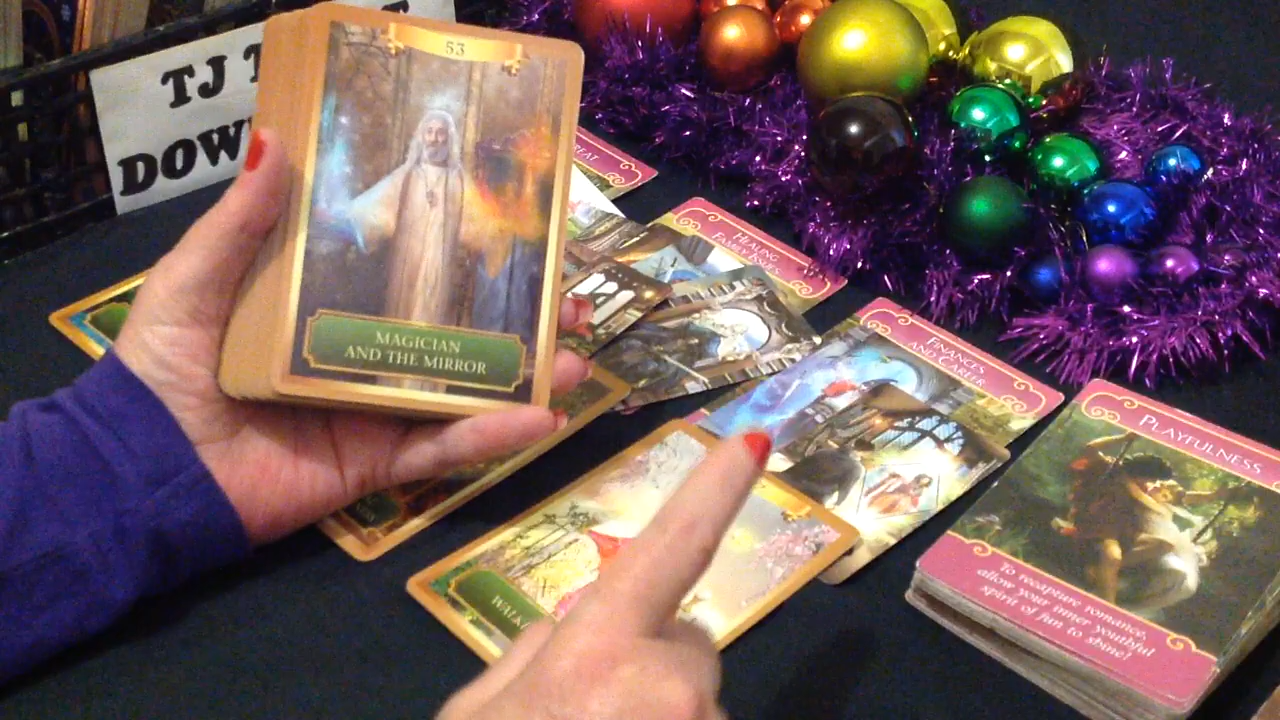 53
MAGICIAN
AND THE MIRROR
TJ
HEALING
FAMILY ISSUES
FINANCES
AND CAREER
PLAYFULNESS
To recapture romance,
allow your inner youthful
spirit of fun to shine!